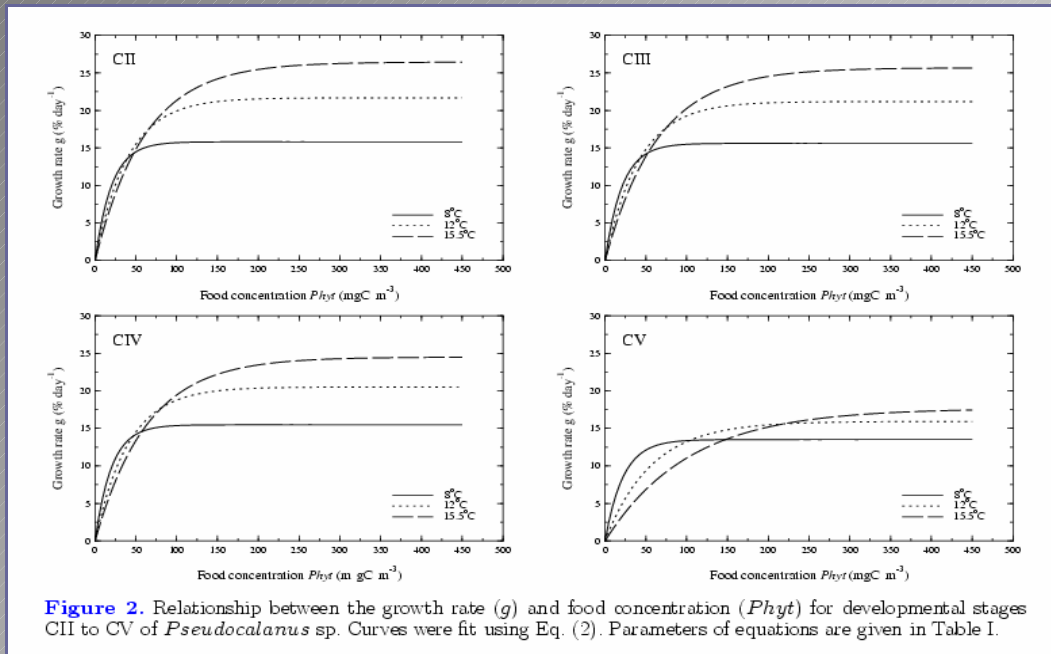 CII
Growth rate g (% day-1)
30
25
20
15
10
5
0
8°C
12°C
15.5°C
0 50 100 150 200 250 300 350 400 450 500
Food concentration Phyt (mgC m-3)
CIII
Growth rate g (% day-1)
30
25
20
15
10
5
0
8°C
12°C
15.5°C
0 50 100 150 200 250 300 350 400 450 500
Food concentration Phyt (mgC m-3)
CIV
Growth rate g (% day-1)
30
25
20
15
10
5
0
8°C
12°C
15.5°C
0 50 100 150 200 250 300 350 400 450 500
Food concentration Phyt (m gC m-3)
CV
Growth rate g (% day-1)
30
25
20
15
10
5
0
8°C
12°C
15.5°C
0 50 100 150 200 250 300 350 400 450 500
Food concentration Phyt (mgC m-3)
Figure 2. Relationship between the growth rate (g) and food concentration (Phyt) for developmental stages
CII to CV of Pseudocalanus sp. Curves were fit using Eq. (2). Parameters of equations are given in Table I.